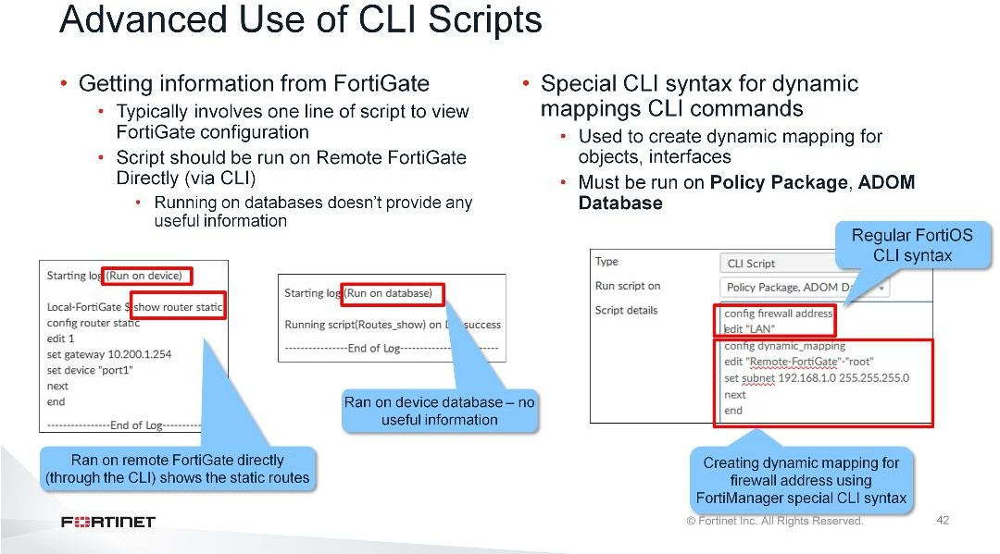 Advanced Use of CLI Scripts
• Getting information from FortiGate
• Typically involves one line of script to view
FortiGate configuration
• Script should be run on Remote FortiGate
Directly (via CLI)
• Running on databases doesn't provide any
useful information
• Special CLI syntax for dynamic
mappings CLI commands
• Used to create dynamic mapping for
objects, interfaces
• Must be run on Policy Package, ADOM
Database
Starting log (Run on device)
Local-FortiGate $ show router static
config router static
edit 1
set gateway 10.200.1.254
set device "port1"
next
end
----------------End of Log----------
Ran on remote FortiGate directly
(through the CLI) shows the static routes
Starting log (Run on database)
Running script(Routes_show) on success
----------------End of Log------------------
Ran on device database – no
useful information
Regular FortiOS
CLI syntax
Type
CLI Script
Run script on
Policy Package, ADOM
Script details
config firewall address
edit "LAN"
config dynamic_mapping
edit "Remote-FortiGate"-"root"
set subnet 192.168.1.0 255.255.255.0
next
end
Creating dynamic mapping for
firewall address using
FortiManager special CLI syntax
FORTINET
© Fortinet Inc. All Rights Reserved.
42